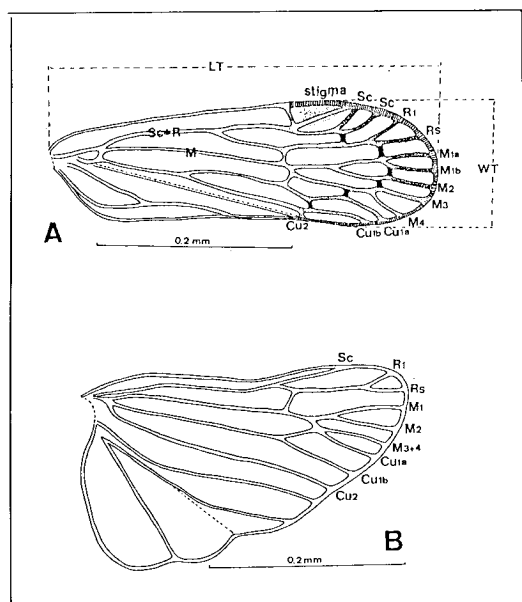 LT
stigma
Sc
Sc
R1
Rs
M1a
M1b
M2
M3
M4
Cu1a
Cu1b
Cu2
Sc+R
M
WT
A
0.2 mm
Sc
R1
Rs
M1
M2
M3+4
Cu1a
Cu1b
Cu2
B
0.2 mm